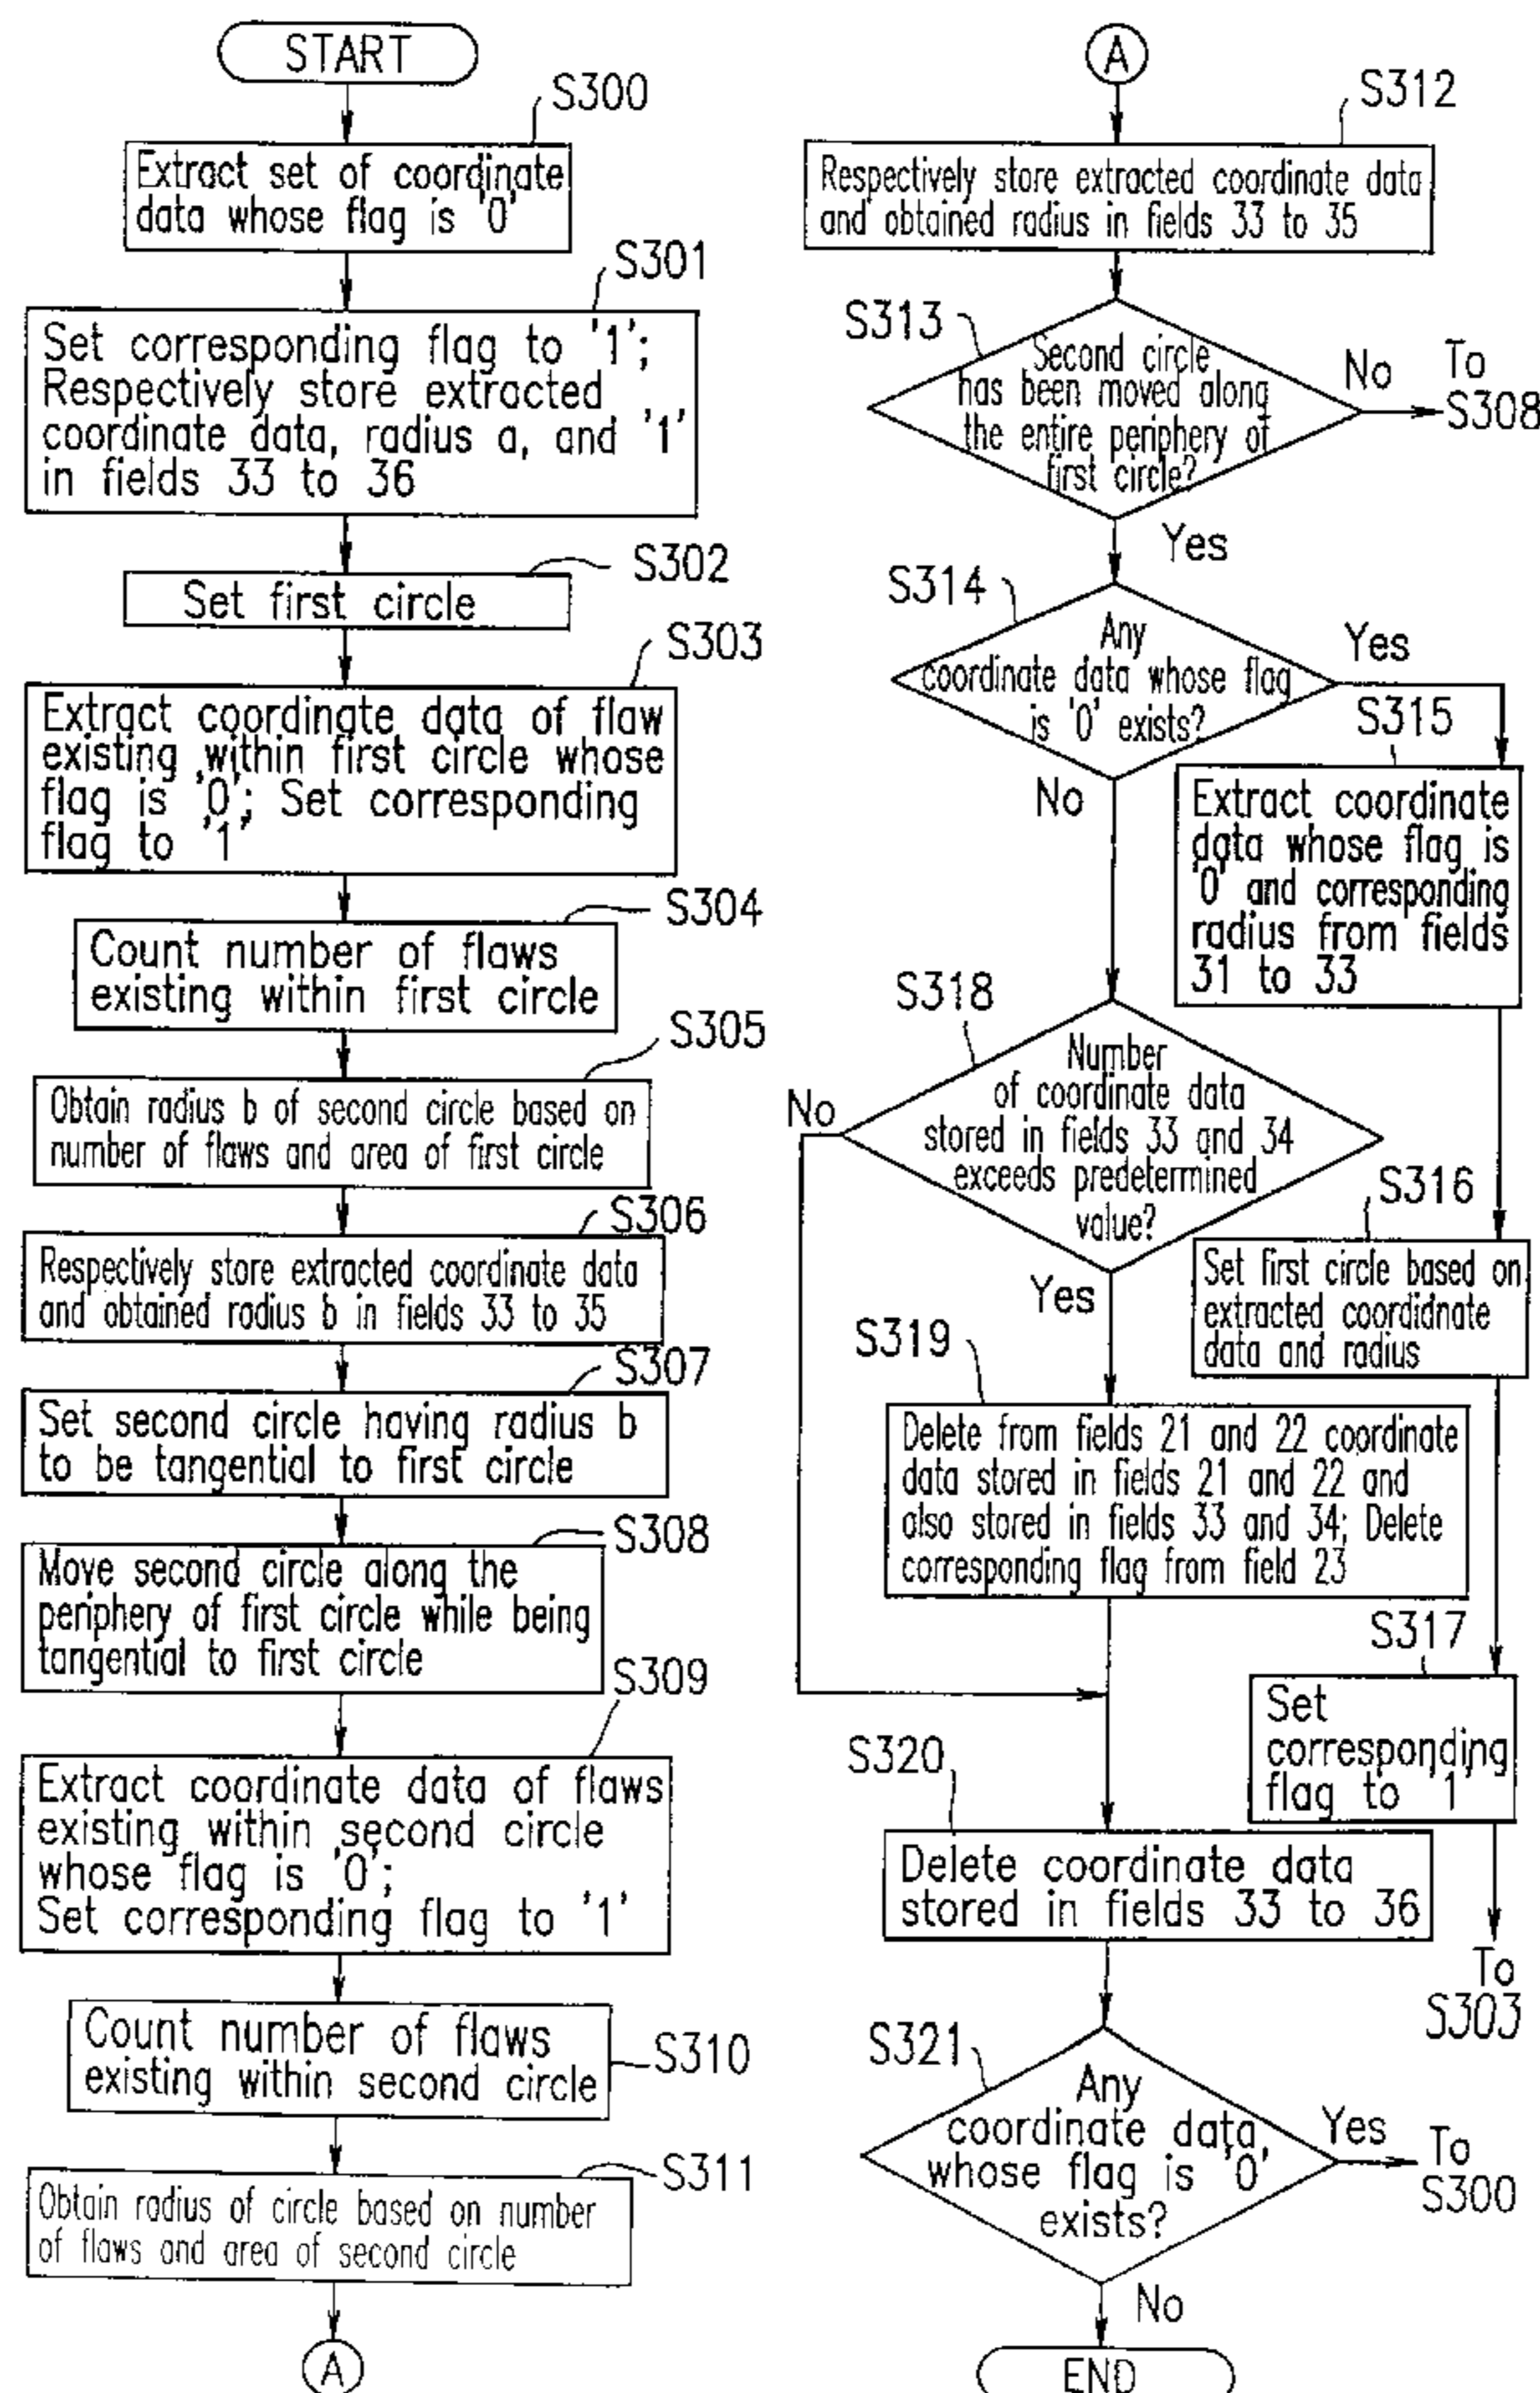 START
S300
Extract set of coordinate
data whose flag is '0'
S301
Set corresponding flag to '1';
Respectively store extracted
coordinate data, radius a, and '1'
in fields 33 to 36
S302
Set first circle
S303
Extract coordinate data of flaw
existing within first circle whose
flag is '0'; Set corresponding
flag to '1'
S304
Count number of flaws
existing within first circle
S305
Obtain radius b of second circle based on
number of flaws and area of first circle
S306
Respectively store extracted coordinate data
and obtained radius b in fields 33 to 35
S307
Set second circle having radius b
to be tangential to first circle
S308
Move second circle along the
periphery of first circle while being
tangential to first circle
S309
Extract coordinate data of flaws
existing within second circle
whose flag is '0';
Set corresponding flag to '1'
S310
Count number of flaws
existing within second circle
S311
Obtain radius of circle based on number
of flaws and area of second circle
A
A
S312
Respectively store extracted coordinate data
and obtained radius in fields 33 to 35
S313
Second circle
has been moved along
the entire periphery of
first circle?
No
To
S308
Yes
S314
Any
coordinate data whose flag
is '0' exists?
Yes
No
S315
Extract coordinate
data whose flag is
'0' and corresponding
radius from fields
31 to 33
S318
Number
of coordinate data
stored in fields 33 and 34
exceeds predetermined
value?
No
Yes
S316
Set first circle based on
extracted coordidnate
data and radius
S319
Delete from fields 21 and 22 coordinate
data stored in fields 21 and 22 and
also stored in fields 33 and 34; Delete
corresponding flag from field 23
S317
Set
corresponding
flag to '1'
To
S303
S320
Delete coordinate data
stored in fields 33 to 36
S321
Any
coordinate data
whose flag is '0'
exists?
Yes
To
S300
No
END